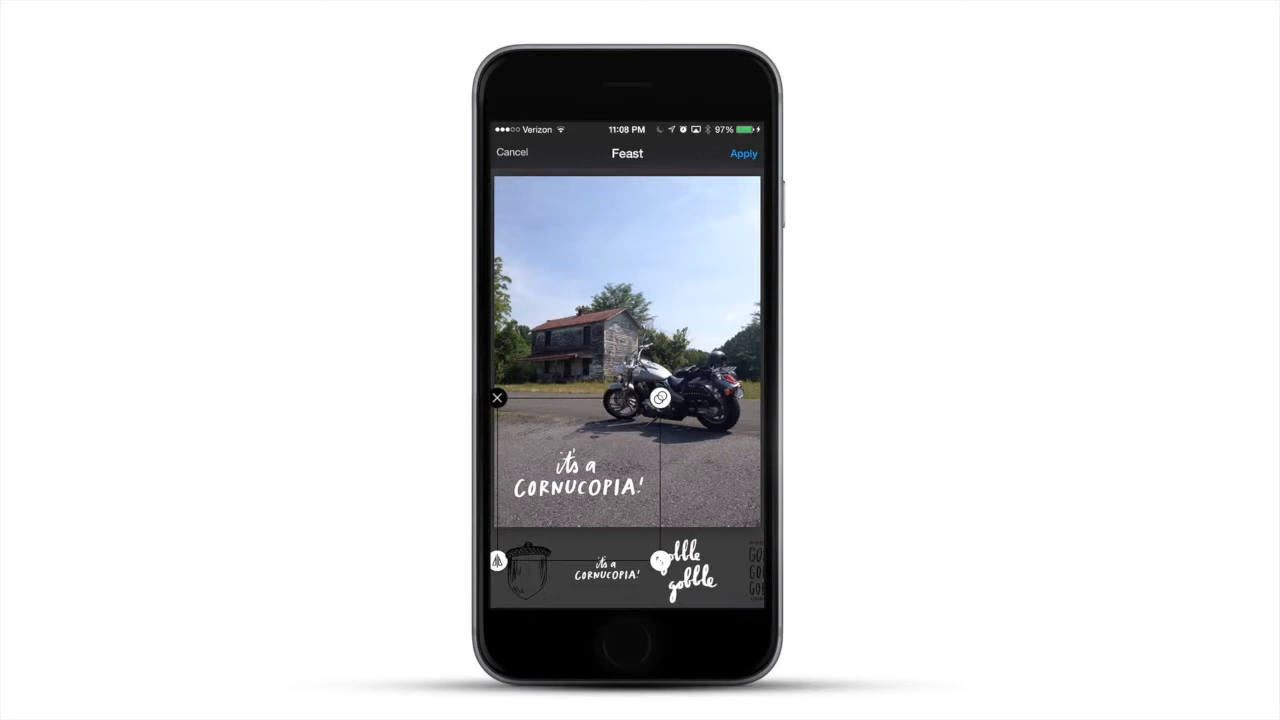 Verizon 11:08 PM 97%
Cancel Feast Apply
it's a
CORNUCOPIA!
it's a
CORNUCOPIA!
gobble
gobble